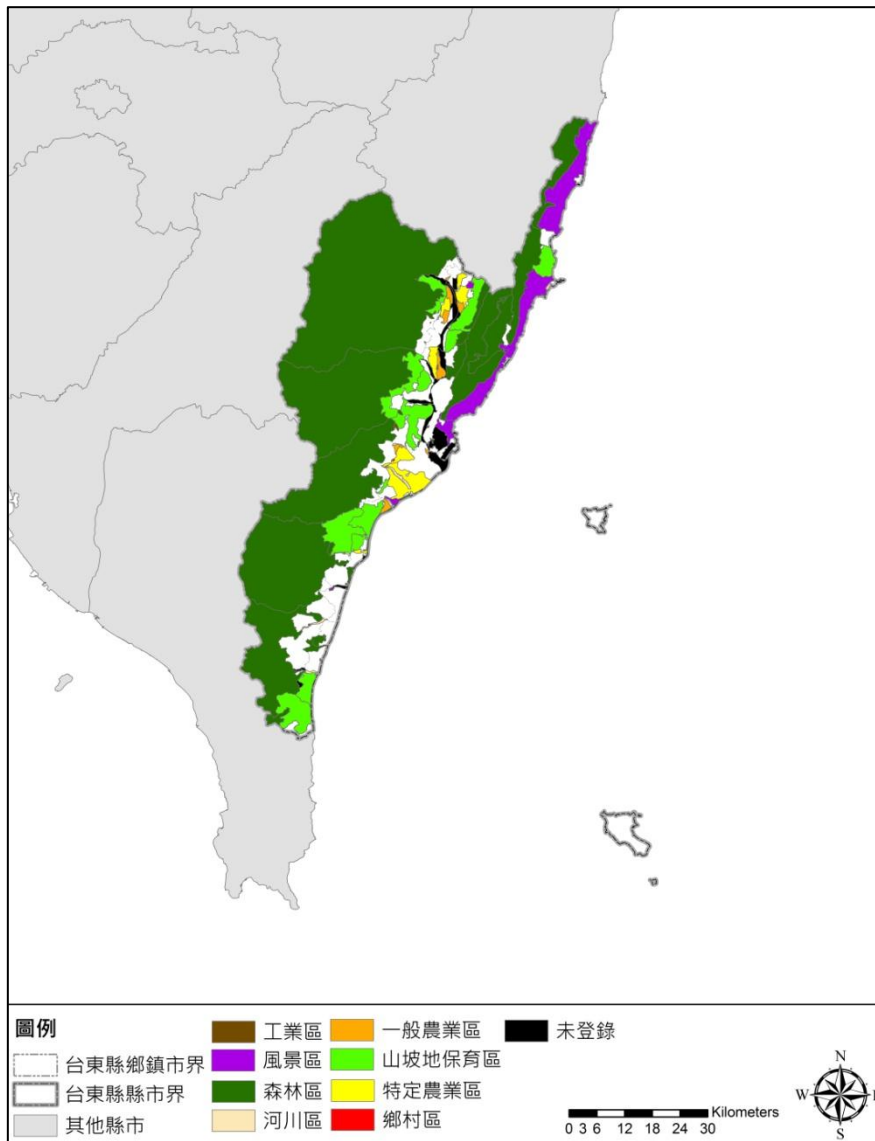 圖例
台東縣鄉鎮市界
台東縣縣市界
其他縣市
工業區
風景區
森林區
河川區
一般農業區
山坡地保育區
特定農業區
鄉村區
未登錄
Kilometers
0 3 6 12 18 24 30
N
W E
S